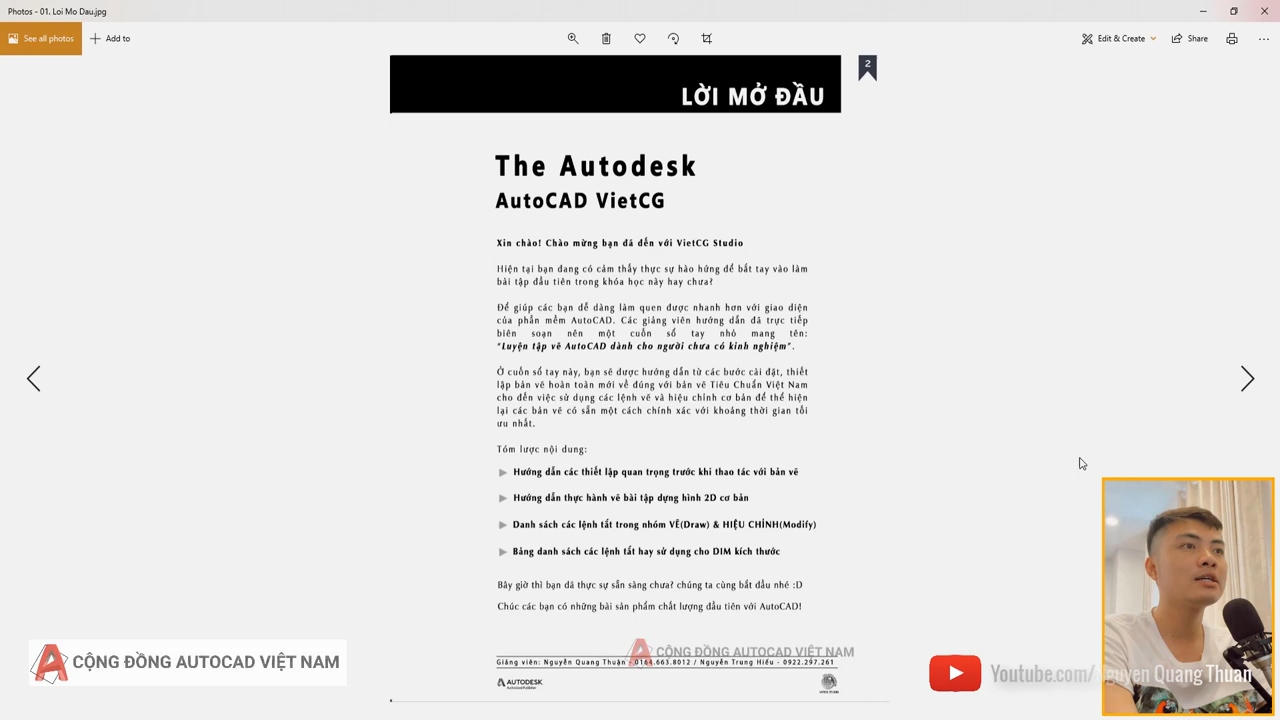 Photos - 01. Loi Mo Dau.jpg
See all photos
Add to
Edit & Create
Share
2
LỜI MỞ ĐẦU
The Autodesk
AutoCAD VietCG
Xin chào! Chào mừng bạn đã đến với VietCG Studio
Hiện tại bạn đang có cảm thấy thực sự hào hứng để bắt tay vào làm
bài tập đầu tiên trong khóa học này hay chưa?
Để giúp các bạn dễ dàng làm quen được nhanh hơn với giao diện
của phần mềm AutoCAD. Các giảng viên hướng dẫn đã trực tiếp
biên soạn nên một cuốn sổ tay nhỏ mang tên:
"Luyện tập vẽ AutoCAD dành cho người chưa có kinh nghiệm".
Ở cuốn sổ tay này, bạn sẽ được hướng dẫn từ các bước cài đặt, thiết
lập bản vẽ hoàn toàn mới về đúng với bản vẽ Tiêu Chuẩn Việt Nam
cho đến việc sử dụng các lệnh vẽ và hiệu chỉnh cơ bản để thể hiện
lại các bản vẽ có sẵn một cách chính xác với khoảng thời gian tối
ưu nhất.
Tóm lược nội dung:
Hướng dẫn các thiết lập quan trọng trước khi thao tác với bản vẽ
Hướng dẫn thực hành vẽ bài tập dựng hình 2D cơ bản
Danh sách các lệnh tắt trong nhóm VẼ(Draw) & HIỆU CHỈNH(Modify)
Bảng danh sách các lệnh tắt hay sử dụng cho DIM kích thước
Bây giờ thì bạn đã thực sự sẵn sàng chưa? chúng ta cùng bắt đầu nhé :D
Chúc các bạn có những bài sản phẩm chất lượng đầu tiên với AutoCAD!
CỘNG ĐỒNG AUTOCAD VIỆT NAM
Giảng viên: Nguyễn Quang Thuận - 0164.663.8012 / Nguyễn Trung Hiếu - 0922.297.261
AUTODESK
CỘNG ĐỒNG AUTOCAD VIỆT NAM
Youtube.com/Nguyen Quang Thuan